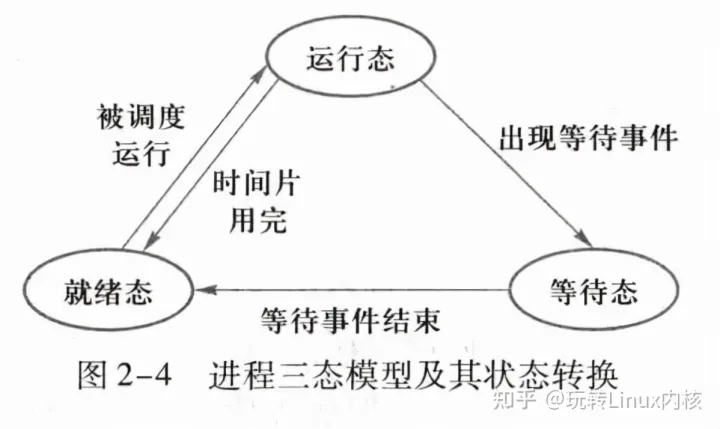 运行态
被调度
运行
时间片
用完
出现等待事件
就绪态
等待态
等待事件结束
图2-4 进程三态模型及其状态转换
知乎 @玩转Linux内核